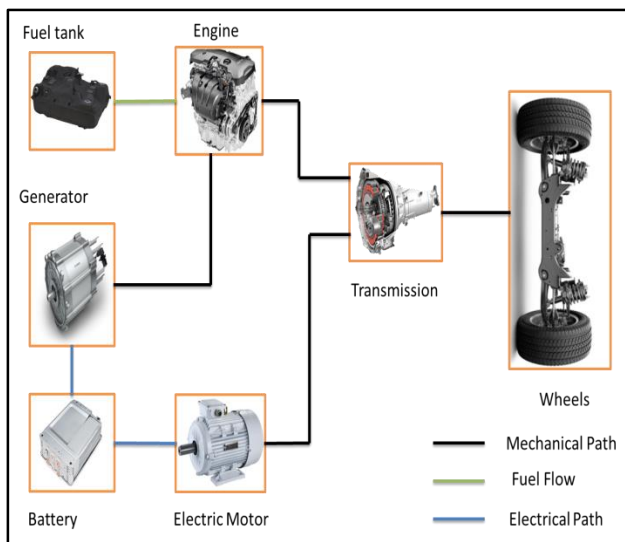 Fuel tank
Engine
Generator
Transmission
Wheels
Battery
Electric Motor
Mechanical Path
Fuel Flow
Electrical Path